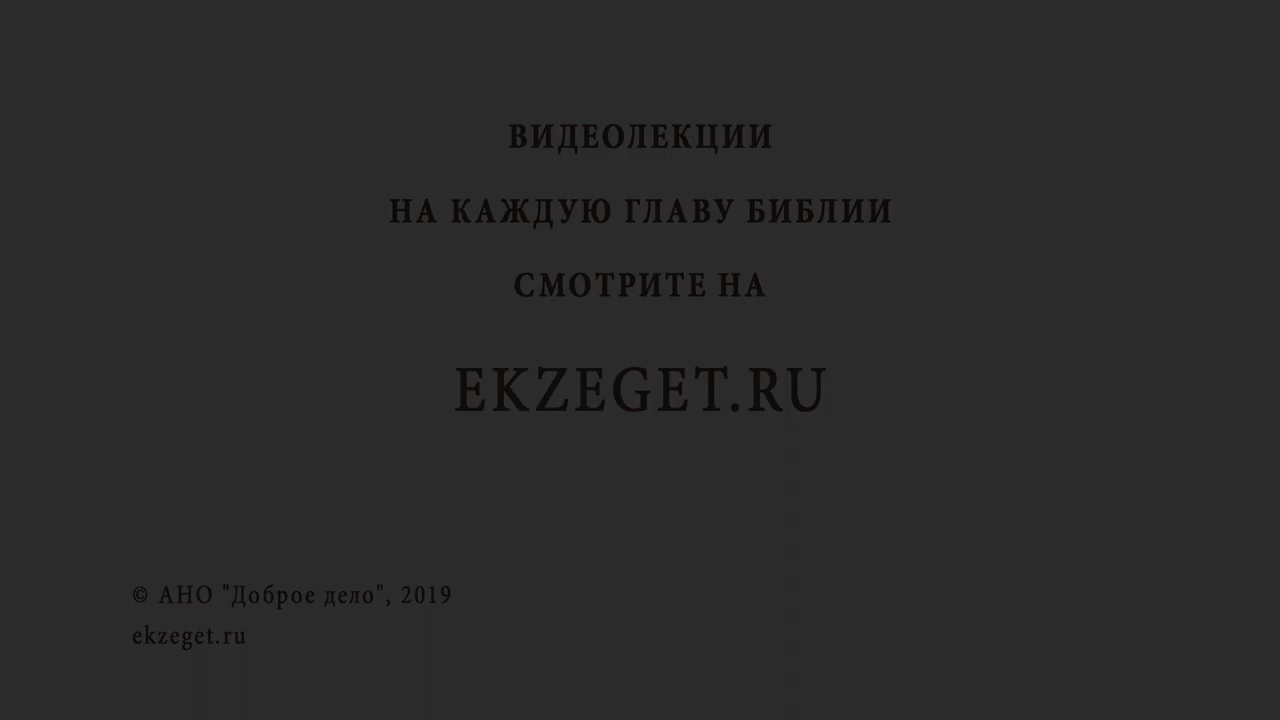 ВИДЕОЛЕКЦИИ
НА КАЖДУЮ ГЛАВУ БИБЛИИ
СМОТРИТЕ НА
EKZEGET.RU
© АНО "Доброе дело", 2019
ekzeget.ru